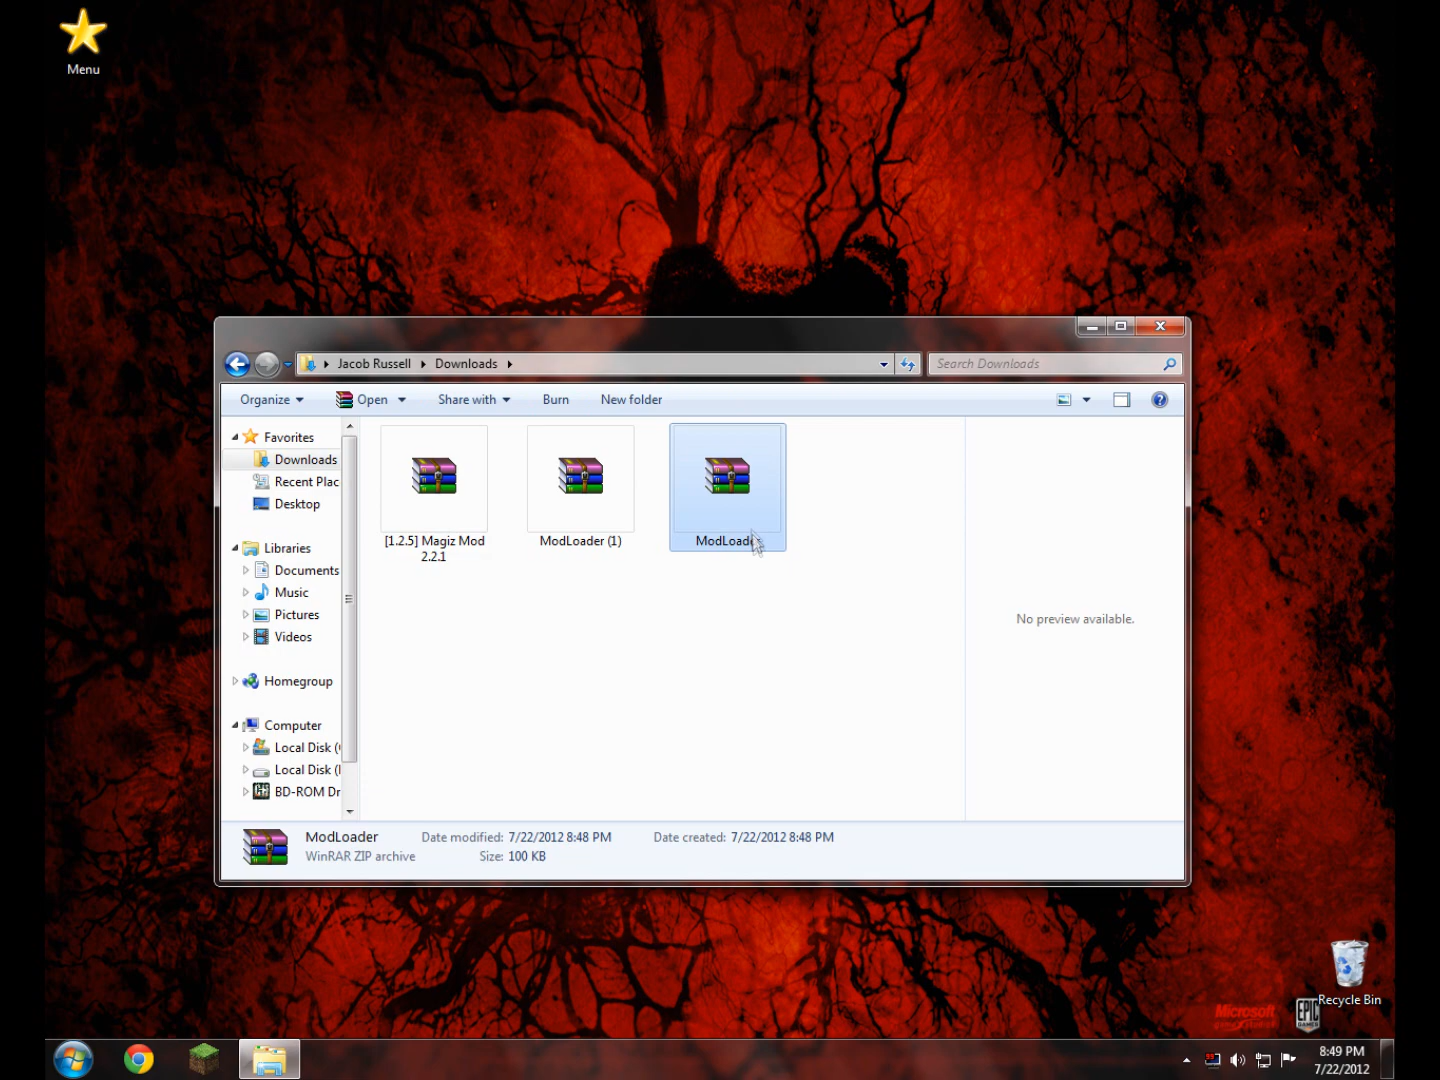 Menu
Jacob Russell
Downloads
Search Downloads
Organize
Open
Share with
Burn
New folder
Favorites
Downloads
Recent Plac
Desktop
Libraries
Documents
Music
Pictures
Videos
Homegroup
Computer
Local Disk (
Local Disk (
BD-ROM Dr
[1.2.5] Magiz Mod
2.2.1
ModLoader (1)
ModLoader
No preview available.
ModLoader Date modified: 7/22/2012 8:48 PM Date created: 7/22/2012 8:48 PM
WinRAR ZIP archive Size: 100 KB
Recycle Bin
Microsoft
EPIC
GAMES
8:49 PM
7/22/2012